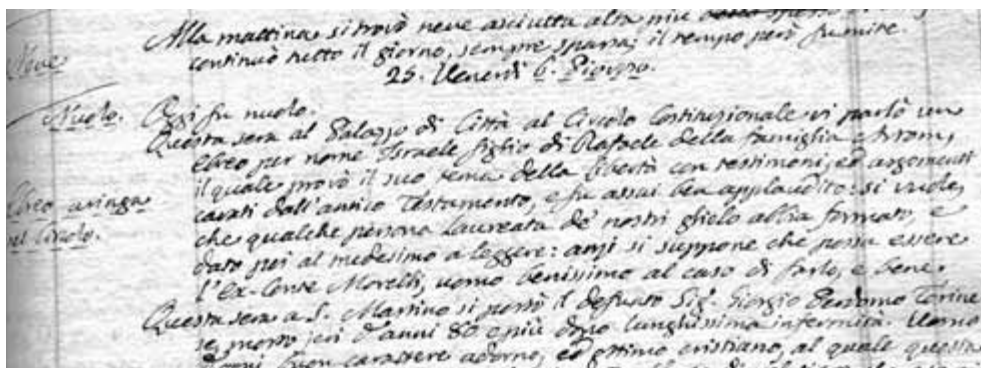 Alla mattina si trovò neve asciutta alta più
Neve
continuò tutto il giorno, sempre sparsa; il tempo però fu mite.
25. Venerdì 6. Piovoso.
Nuolo. Oggi fu nuolo.
Questa sera al Palazzo di Città al Circolo Costituzionale vi parlò un
Ebreo per nome Israele figlio di Rafaele della famiglia
il quale provò il suo tema della libertà con testimoni, ed argomenti
Ebreo aringa cavati dall'antico Testamento, e fu assai ben applaudito: si vuole,
nel Circolo. che qualche persona Laureata de' nostri glielo abbia formato, e
dato poi al medesimo a leggere: anzi si suppone che possa essere
l'Ex-Conte Morelli, uomo benissimo al caso di farlo, e bene.
Questa sera a S. Martino si portò il defunto Sig. Giorgio Torine
se, morto jeri d'anni 80 e più dopo lunghissima infermità. Uomo
buon carattere adorno, ed ottimo cristiano, al quale questa